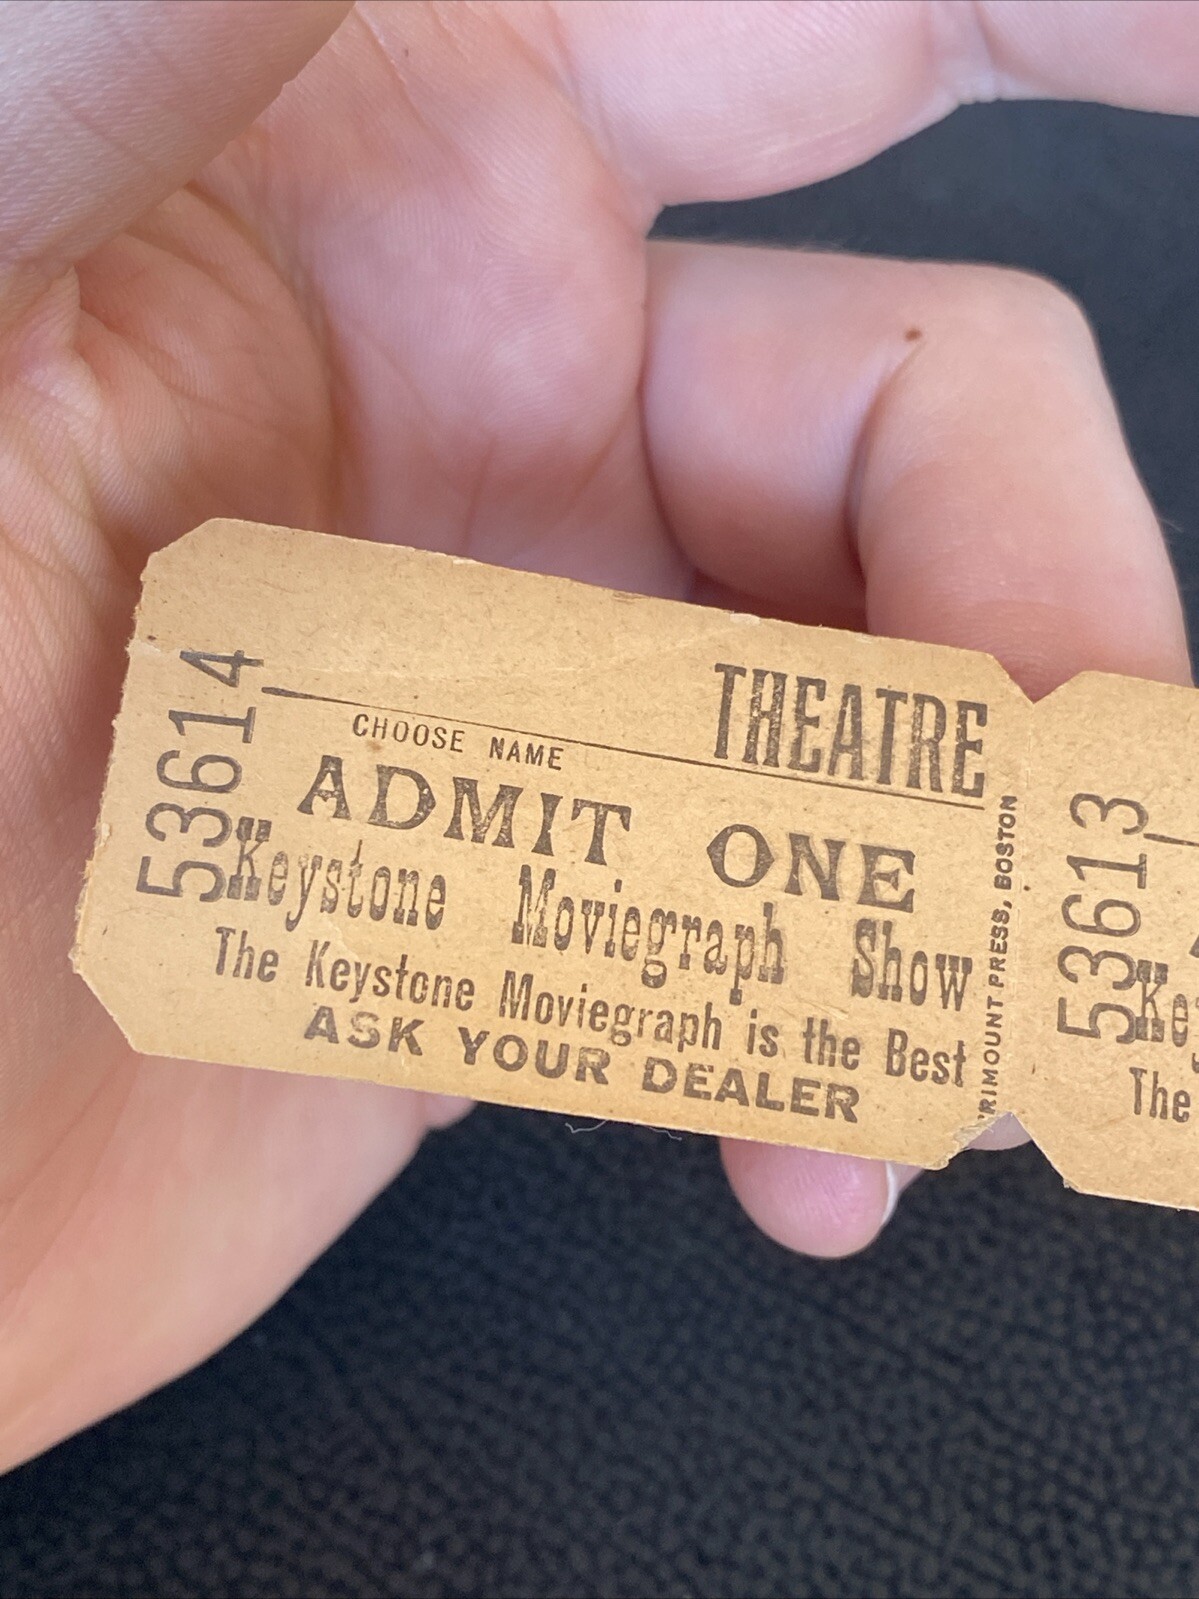 53614
THEATRE
CHOOSE NAME
ADMIT ONE
Keystone Moviegraph Show
The Keystone Moviegraph is the Best
ASK YOUR DEALER
PRESS, BOSTON
53613
The